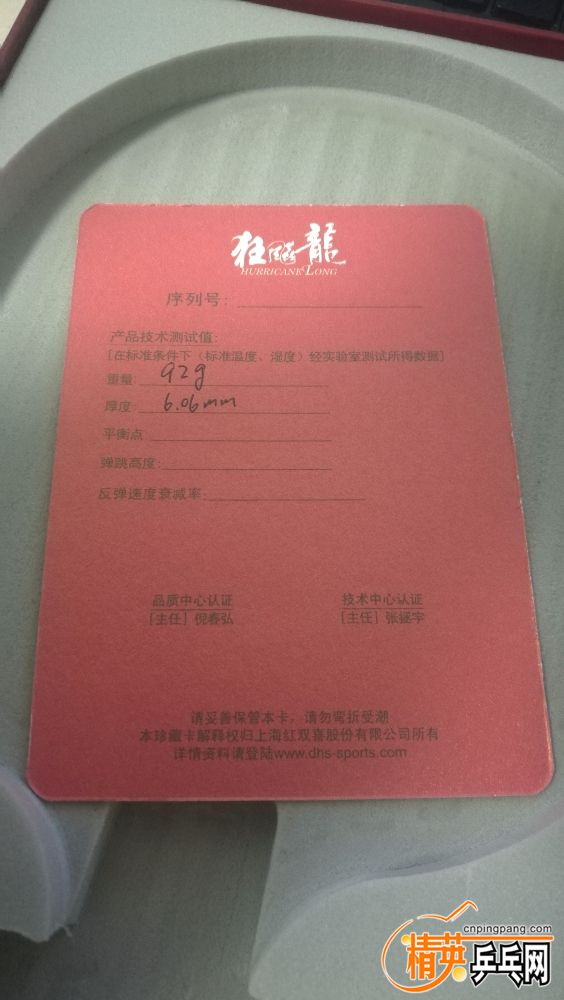 狂飚龍
HURRICANE LONG
序列号:
产品技术测试值:
[在标准条件下（标准温度、湿度）经实验室测试所得数据]
重量: 92g
厚度: 6.06mm
平衡点
弹跳高度:
反弹速度衰减率:
品质中心认证 技术中心认证
[主任] 倪春弘 [主任] 张拯宇
请妥善保管本卡，请勿弯折受潮
本珍藏卡解释权归上海红双喜股份有限公司所有
详情资料请登陆www.dhs-sports.com
cnpingpang.com
精英乒乓网